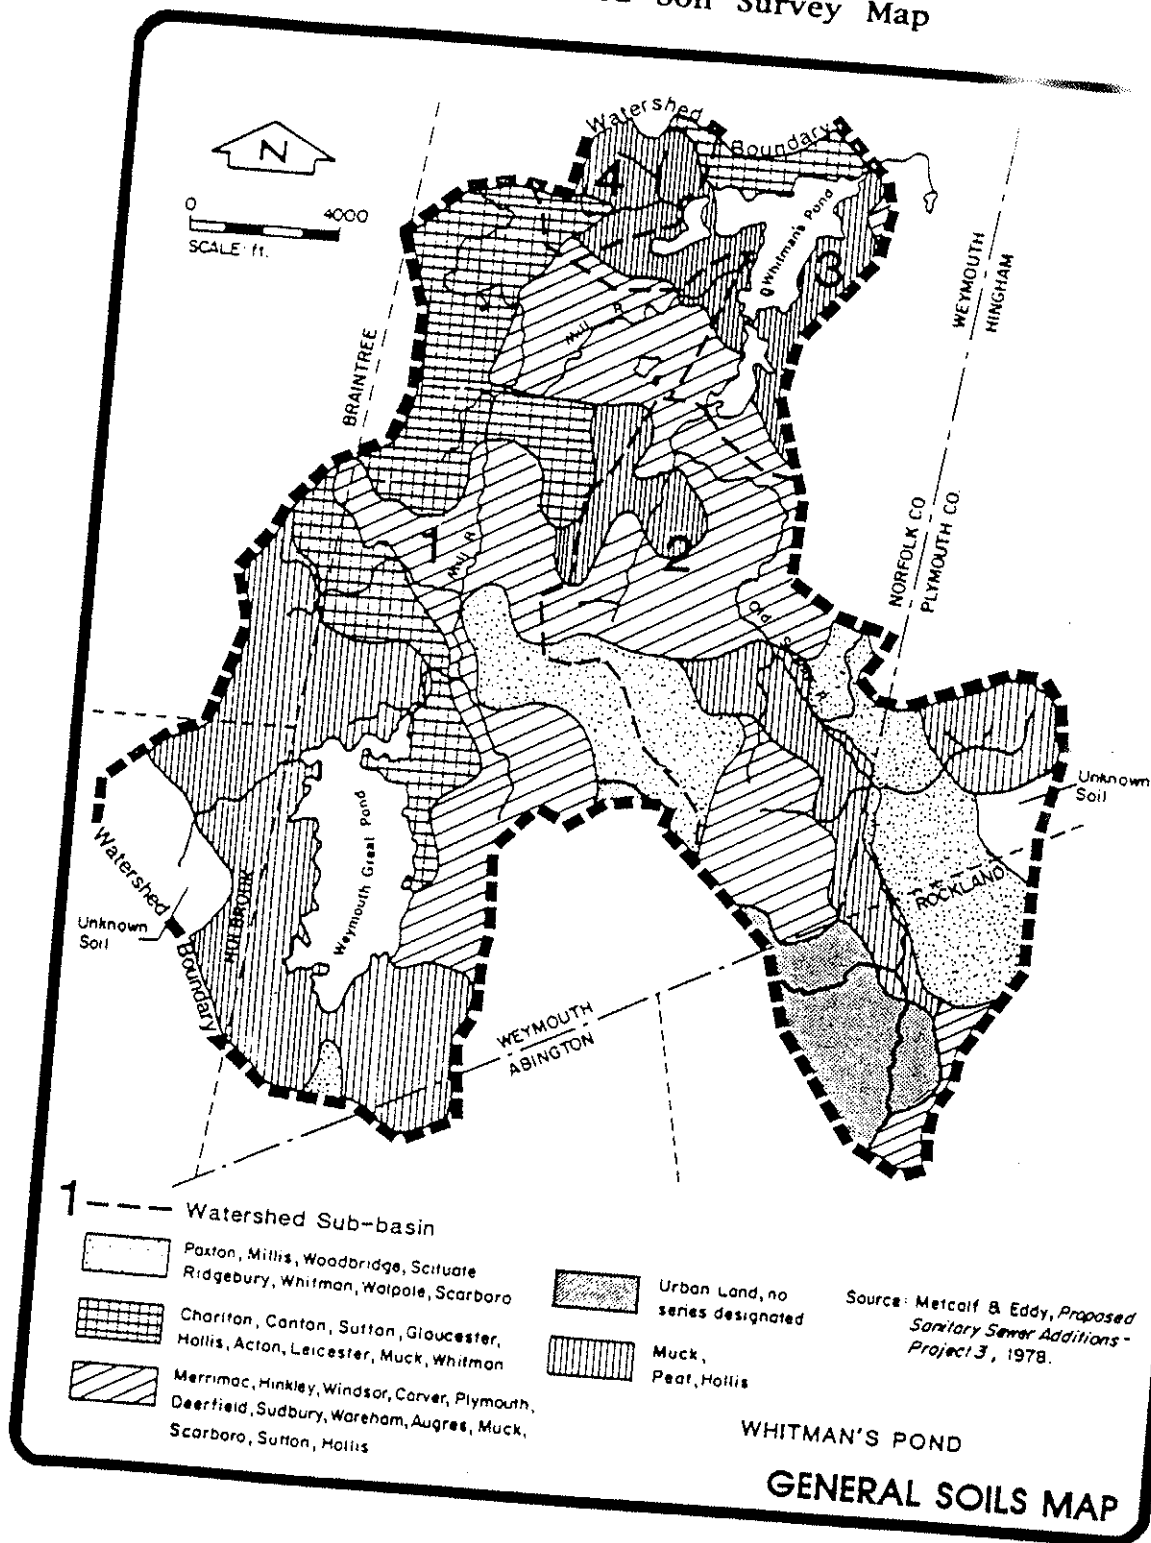 Soil Survey Map
N
0 4000
SCALE: ft.
Watershed
Boundary
4
Whitman's Pond
3
WEYMOUTH
HINGHAM
BRAINTREE
Mill R
1
Mill R
2
NORFOLK CO
PLYMOUTH CO.
Old Swamp R
Unknown
Soil
ROCKLAND
Watershed
Boundary
Unknown
Soil
HOLBROOK
Weymouth Great Pond
WEYMOUTH
ABINGTON
1 Watershed Sub-basin
Paxton, Millis, Woodbridge, Scituate
Ridgebury, Whitman, Walpole, Scarboro
Charlton, Canton, Sutton, Gloucester,
Hollis, Acton, Leicester, Muck, Whitman
Merrimac, Hinkley, Windsor, Carver, Plymouth,
Deerfield, Sudbury, Wareham, Augres, Muck,
Scarboro, Sutton, Hollis
Urban Land, no
series designated
Muck,
Peat, Hollis
Source: Metcalf & Eddy, Proposed
Sanitary Sewer Additions -
Project 3, 1978.
WHITMAN'S POND
GENERAL SOILS MAP